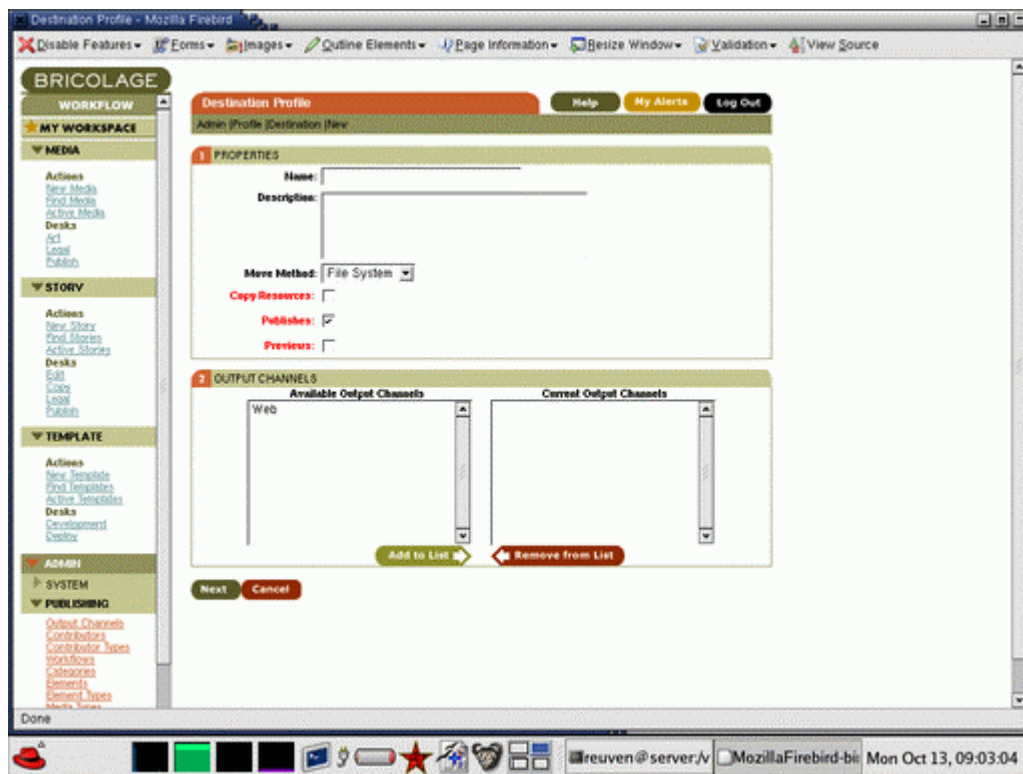 Destination Profile - Mozilla Firebird
Disable Features Forms Images Outline Elements Page Information Resize Window Validation View Source
BRICOLAGE
WORKFLOW
MY WORKSPACE
MEDIA
Actions
New Media
Find Media
Active Media
Desks
Art
Legal
Publish
STORY
Actions
New Story
Find Stories
Active Stories
Desks
Edit
Copy
Legal
Publish
TEMPLATE
Actions
New Template
Find Templates
Active Templates
Desks
Development
Deploy
ADMIN
SYSTEM
PUBLISHING
Output Channels
Contributors
Contributor Types
Workflows
Categories
Elements
Element Types
Media Types
Destination Profile
Help My Alerts Log Out
Admin |Profile |Destination |New
1 PROPERTIES
Name:
Description:
Move Method: File System
Copy Resources:
Publishes:
Previews:
2 OUTPUT CHANNELS
Available Output Channels Current Output Channels
Web
Add to List Remove from List
Next Cancel
Done
reuven@server:/v MozillaFirebird-bi Mon Oct 13, 09:03:04